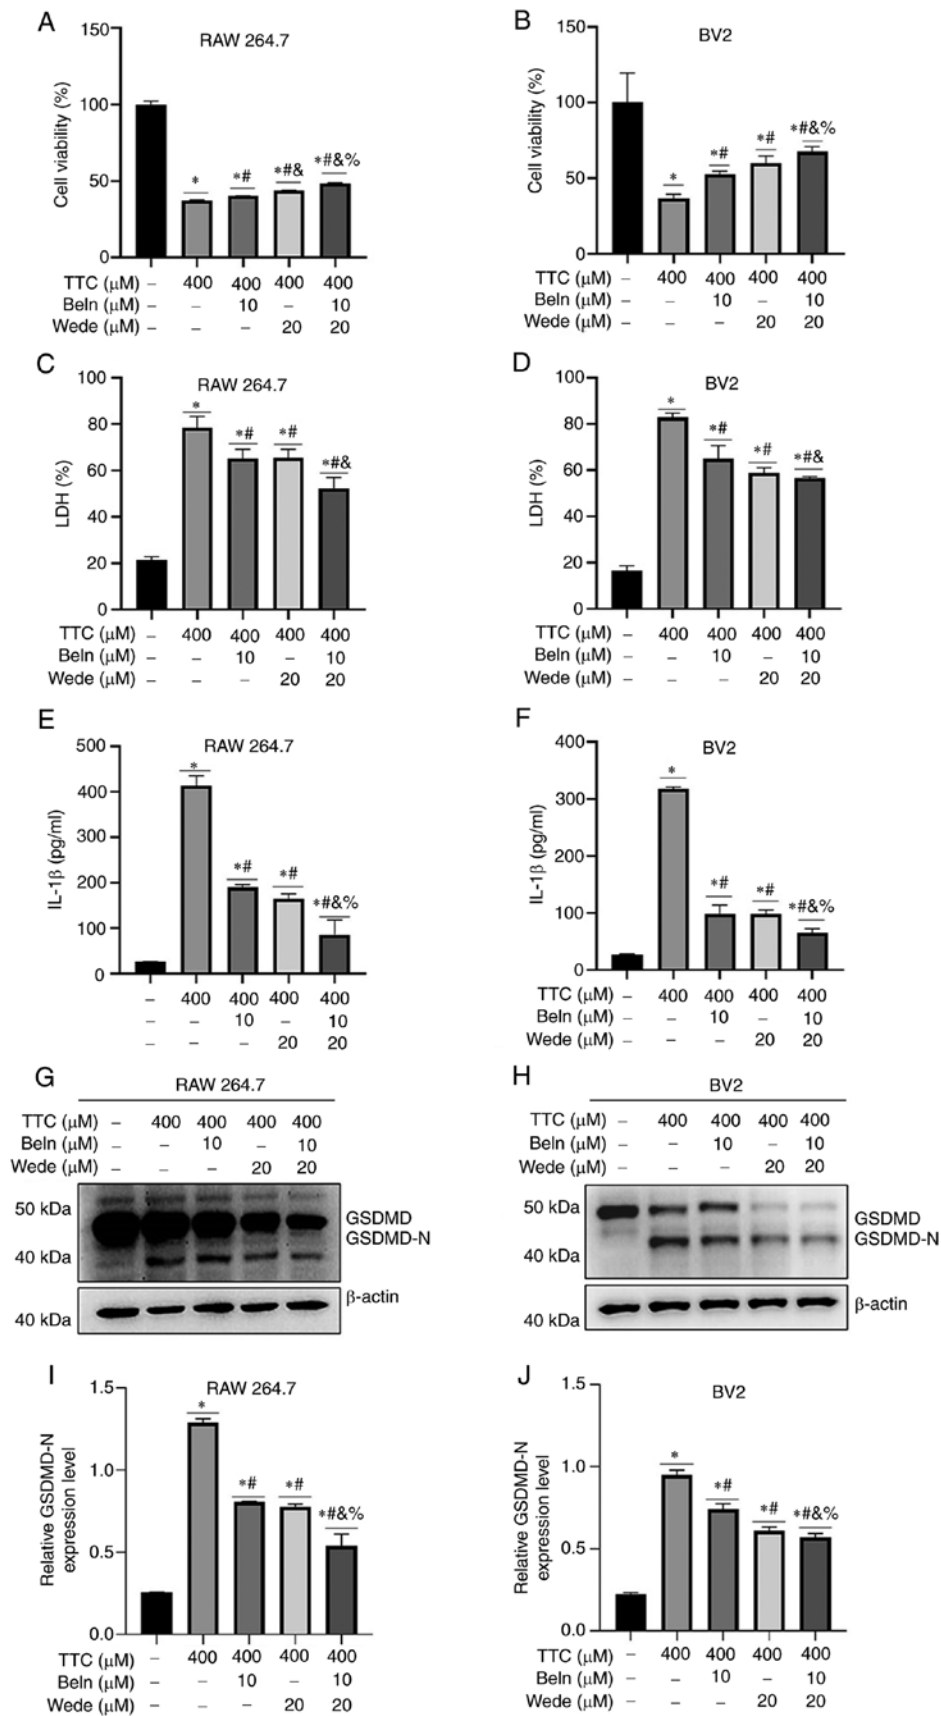 A
RAW 264.7
Cell viability (%)
150
100
50
0
*
*#
*#&
*#&%
TTC (µM) – 400 400 400 400
Beln (µM) – – 10 – 10
Wede (µM) – – – 20 20
B
BV2
Cell viability (%)
150
100
50
0
*
*#
*#
*#&%
TTC (µM) – 400 400 400 400
Beln (µM) – – 10 – 10
Wede (µM) – – – 20 20
C
RAW 264.7
LDH (%)
100
80
60
40
20
0
*
*#
*#
*#&
TTC (µM) – 400 400 400 400
Beln (µM) – – 10 – 10
Wede (µM) – – – 20 20
D
BV2
LDH (%)
100
80
60
40
20
0
*
*#
*#
*#&
TTC (µM) – 400 400 400 400
Beln (µM) – – 10 – 10
Wede (µM) – – – 20 20
E
RAW 264.7
IL-1β (pg/ml)
500
400
300
200
100
0
*
*#
*#
*#&%
– 400 400 400 400
– – 10 – 10
– – – 20 20
F
BV2
IL-1β (pg/ml)
400
300
200
100
0
*
*#
*#
*#&%
TTC (µM) – 400 400 400 400
Beln (µM) – – 10 – 10
Wede (µM) – – – 20 20
G
RAW 264.7
TTC (µM) – 400 400 400 400
Beln (µM) – – 10 – 10
Wede (µM) – – – 20 20
50 kDa
GSDMD
GSDMD-N
40 kDa
β-actin
40 kDa
H
BV2
TTC (µM) – 400 400 400 400
Beln (µM) – – 10 – 10
Wede (µM) – – – 20 20
50 kDa
GSDMD
GSDMD-N
40 kDa
β-actin
40 kDa
I
RAW 264.7
Relative GSDMD-N
expression level
1.5
1.0
0.5
0.0
*
*#
*#
*#&%
TTC (µM) – 400 400 400 400
Beln (µM) – – 10 – 10
Wede (µM) – – – 20 20
J
BV2
Relative GSDMD-N
expression level
1.5
1.0
0.5
0.0
*
*#
*#
*#&%
TTC (µM) – 400 400 400 400
Beln (µM) – – 10 – 10
Wede (µM) – – – 20 20